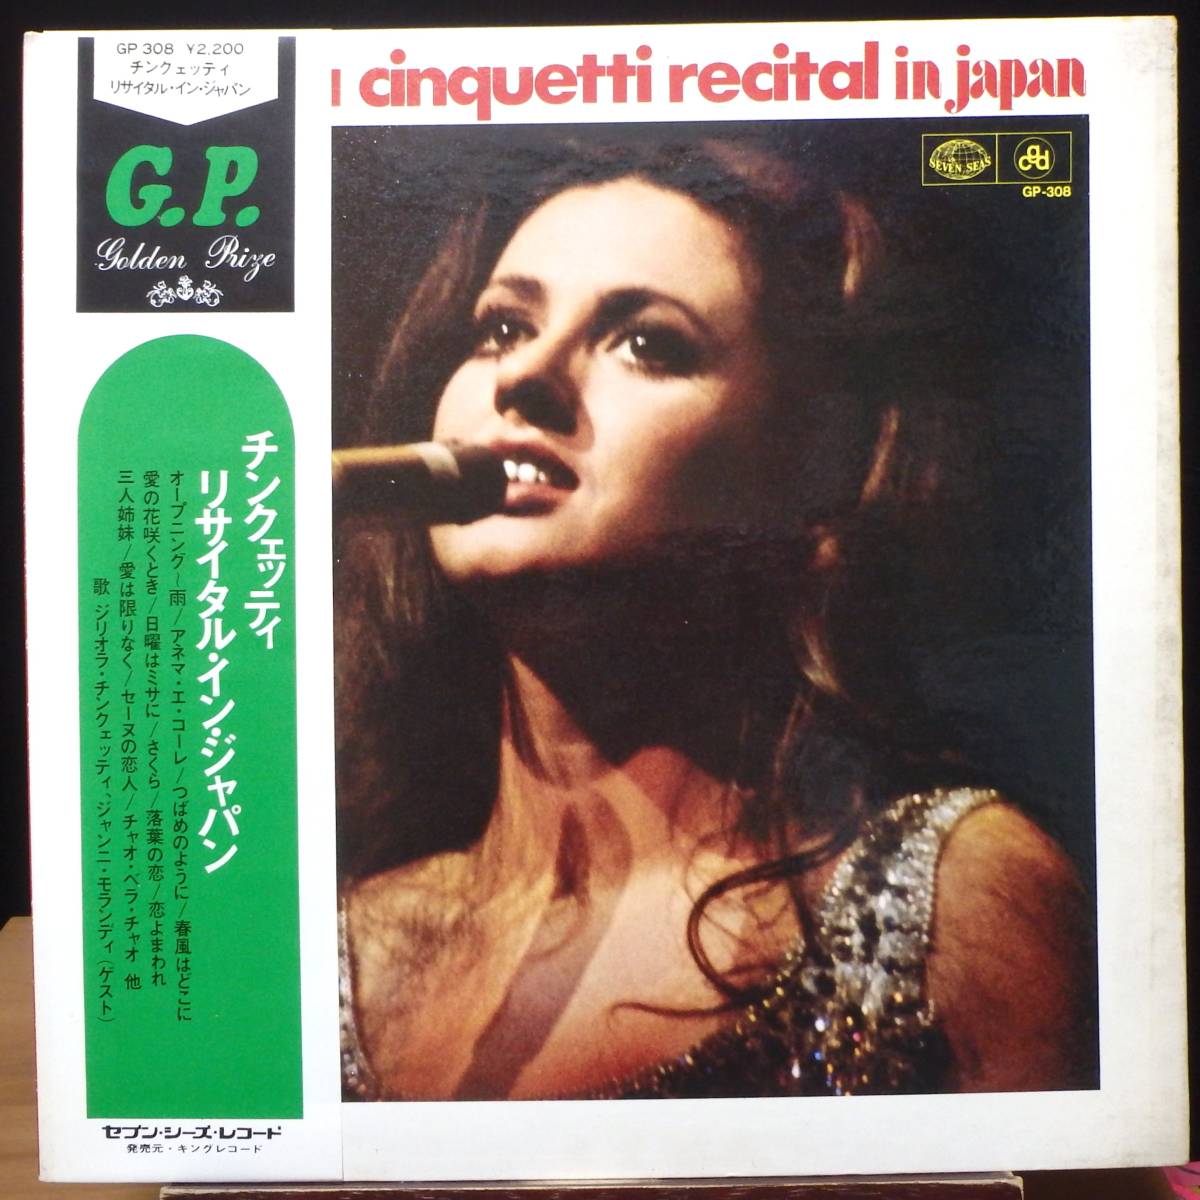 GP 308 ¥2,200
チンクェッティ
リサイタル・イン・ジャパン
G.P.
Golden Prize
cinquetti recital in japan
SEVEN SEAS
cgd
GP-308
チンクェッティ
リサイタル・イン・ジャパン
オープニング〜雨/アネマ・エ・コーレ/つばめのように/春風はどこに
愛の花咲くとき/日曜はミサに/さくら/落葉の恋/恋よまわれ
三人姉妹/愛は限りなく/セーヌの恋人/チャオ・ベラ・チャオ 他
歌 ジリオラ・チンクェッティ、ジャンニ・モランディ(ゲスト)
セブン・シーズ・レコード
発売元・キングレコード